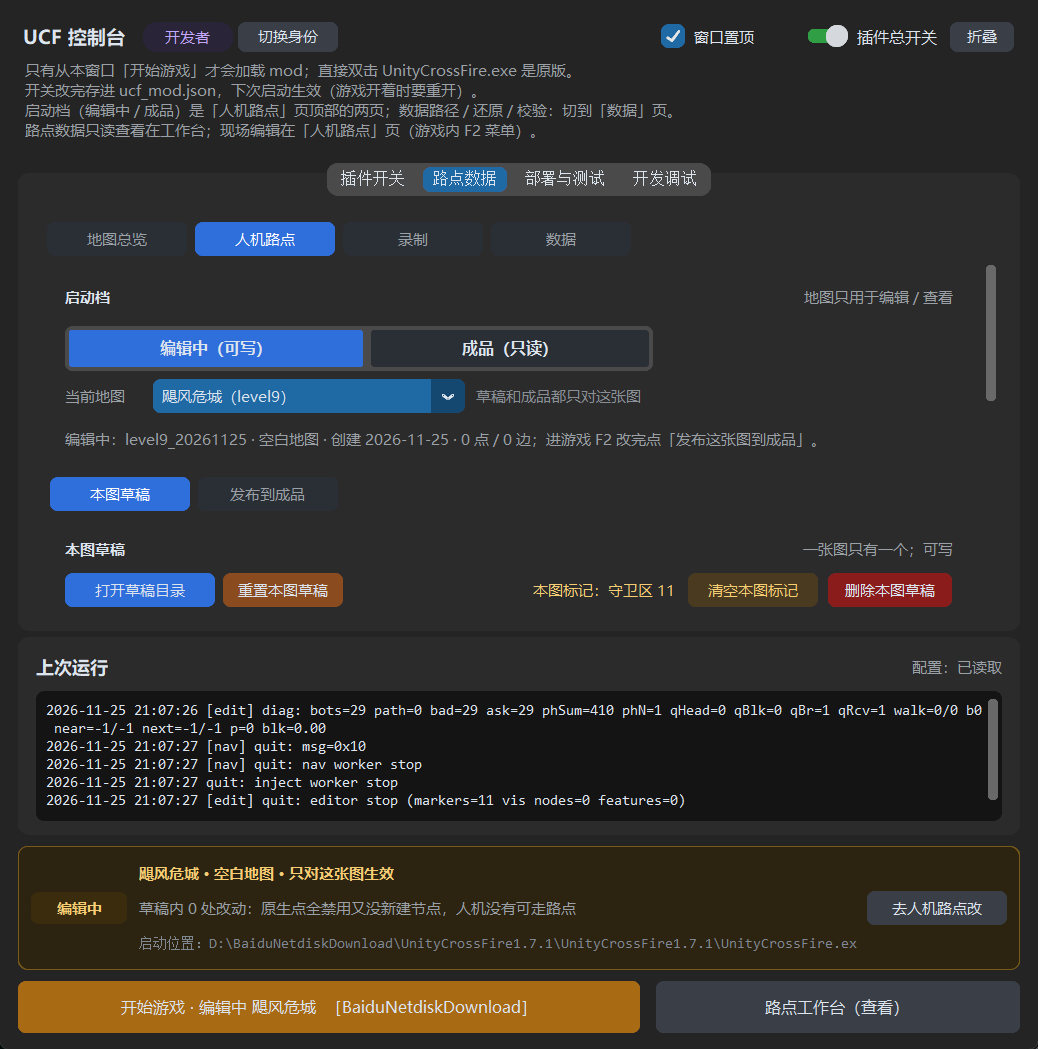 UCF 控制台 开发者 切换身份 窗口置顶 插件总开关 折叠
只有从本窗口「开始游戏」才会加载 mod；直接双击 UnityCrossFire.exe 是原版。
开关改完存进 ucf_mod.json，下次启动生效（游戏开着时要重开）。
启动档（编辑中 / 成品）是「人机路点」页顶部的两页；数据路径 / 还原 / 校验：切到「数据」页。
路点数据只读查看在工作台；现场编辑在「人机路点」页（游戏内 F2 菜单）。
插件开关 路点数据 部署与测试 开发调试
地图总览 人机路点 录制 数据
启动档 地图只用于编辑 / 查看
编辑中（可写） 成品（只读）
当前地图 飓风危城（level9） 草稿和成品都只对这张图
编辑中：level9_20261125 · 空白地图 · 创建 2026-11-25 · 0 点 / 0 边；进游戏 F2 改完点「发布这张图到成品」。
本图草稿 发布到成品
本图草稿 一张图只有一个；可写
打开草稿目录 重置本图草稿 本图标记：守卫区 11 清空本图标记 删除本图草稿
上次运行 配置：已读取
2026-11-25 21:07:26 [edit] diag: bots=29 path=0 bad=29 ask=29 phSum=410 phN=1 qHead=0 qBlk=0 qBr=1 qRcv=1 walk=0/0 b0
near=-1/-1 next=-1/-1 p=0 blk=0.00
2026-11-25 21:07:27 [nav] quit: msg=0x10
2026-11-25 21:07:27 [nav] quit: nav worker stop
2026-11-25 21:07:27 quit: inject worker stop
2026-11-25 21:07:27 [edit] quit: editor stop (markers=11 vis nodes=0 features=0)
飓风危城 • 空白地图 • 只对这张图生效
编辑中 草稿内 0 处改动：原生点全禁用又没新建节点，人机没有可走路点 去人机路点改
启动位置：D:\BaiduNetdiskDownload\UnityCrossFire1.7.1\UnityCrossFire1.7.1\UnityCrossFire.ex
开始游戏 · 编辑中 飓风危城 [BaiduNetdiskDownload] 路点工作台（查看）